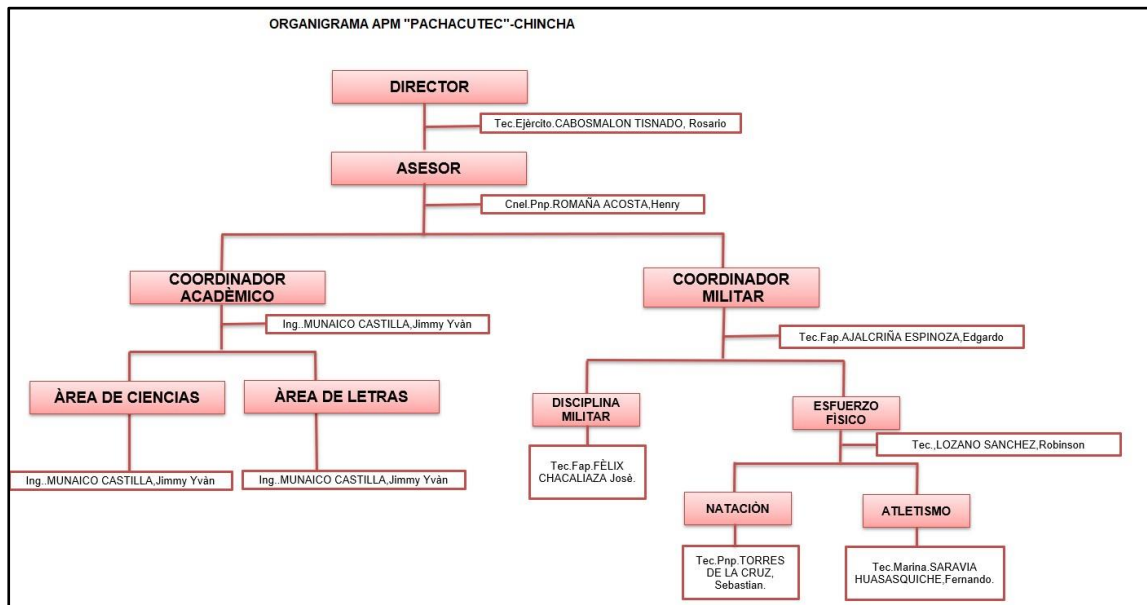 ORGANIGRAMA APM "PACHACUTEC"-CHINCHA
DIRECTOR
Tec.Ejèrcito.CABOSMALON TISNADO, Rosario
ASESOR
Cnel.Pnp.ROMAÑA ACOSTA,Henry
COORDINADOR
ACADÈMICO
Ing..MUNAICO CASTILLA,Jimmy Yvàn
COORDINADOR
MILITAR
Tec.Fap.AJALCRIÑA ESPINOZA,Edgardo
ÀREA DE CIENCIAS
Ing..MUNAICO CASTILLA,Jimmy Yvàn
ÀREA DE LETRAS
Ing..MUNAICO CASTILLA,Jimmy Yvàn
DISCIPLINA
MILITAR
Tec.Fap.FÈLIX
CHACALIAZA Josè.
ESFUERZO
FÌSICO
Tec.,LOZANO SANCHEZ,Robinson
NATACIÒN
Tec.Pnp.TORRES
DE LA CRUZ,
Sebastian.
ATLETISMO
Tec.Marina.SARAVIA
HUASASQUICHE,Fernando.